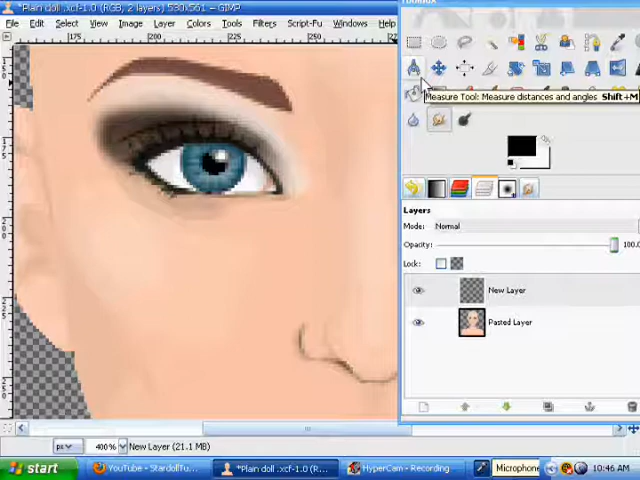 *Plain doll .xcf-1.0 (RGB, 2 layers) 530x561 – GIMP
File Edit Select View Image Layer Colors Tools Filters Script-Fu Windows Help
175 200 225 250
Measure Tool: Measure distances and angles Shift+M
Layers
Mode: Normal
Opacity: 100.0
Lock:
New Layer
Pasted Layer
px 400% New Layer (21.1 MB)
start YouTube - StardollTu... *Plain doll .xcf-1.0 (R... HyperCam - Recording Microphone 10:46 AM